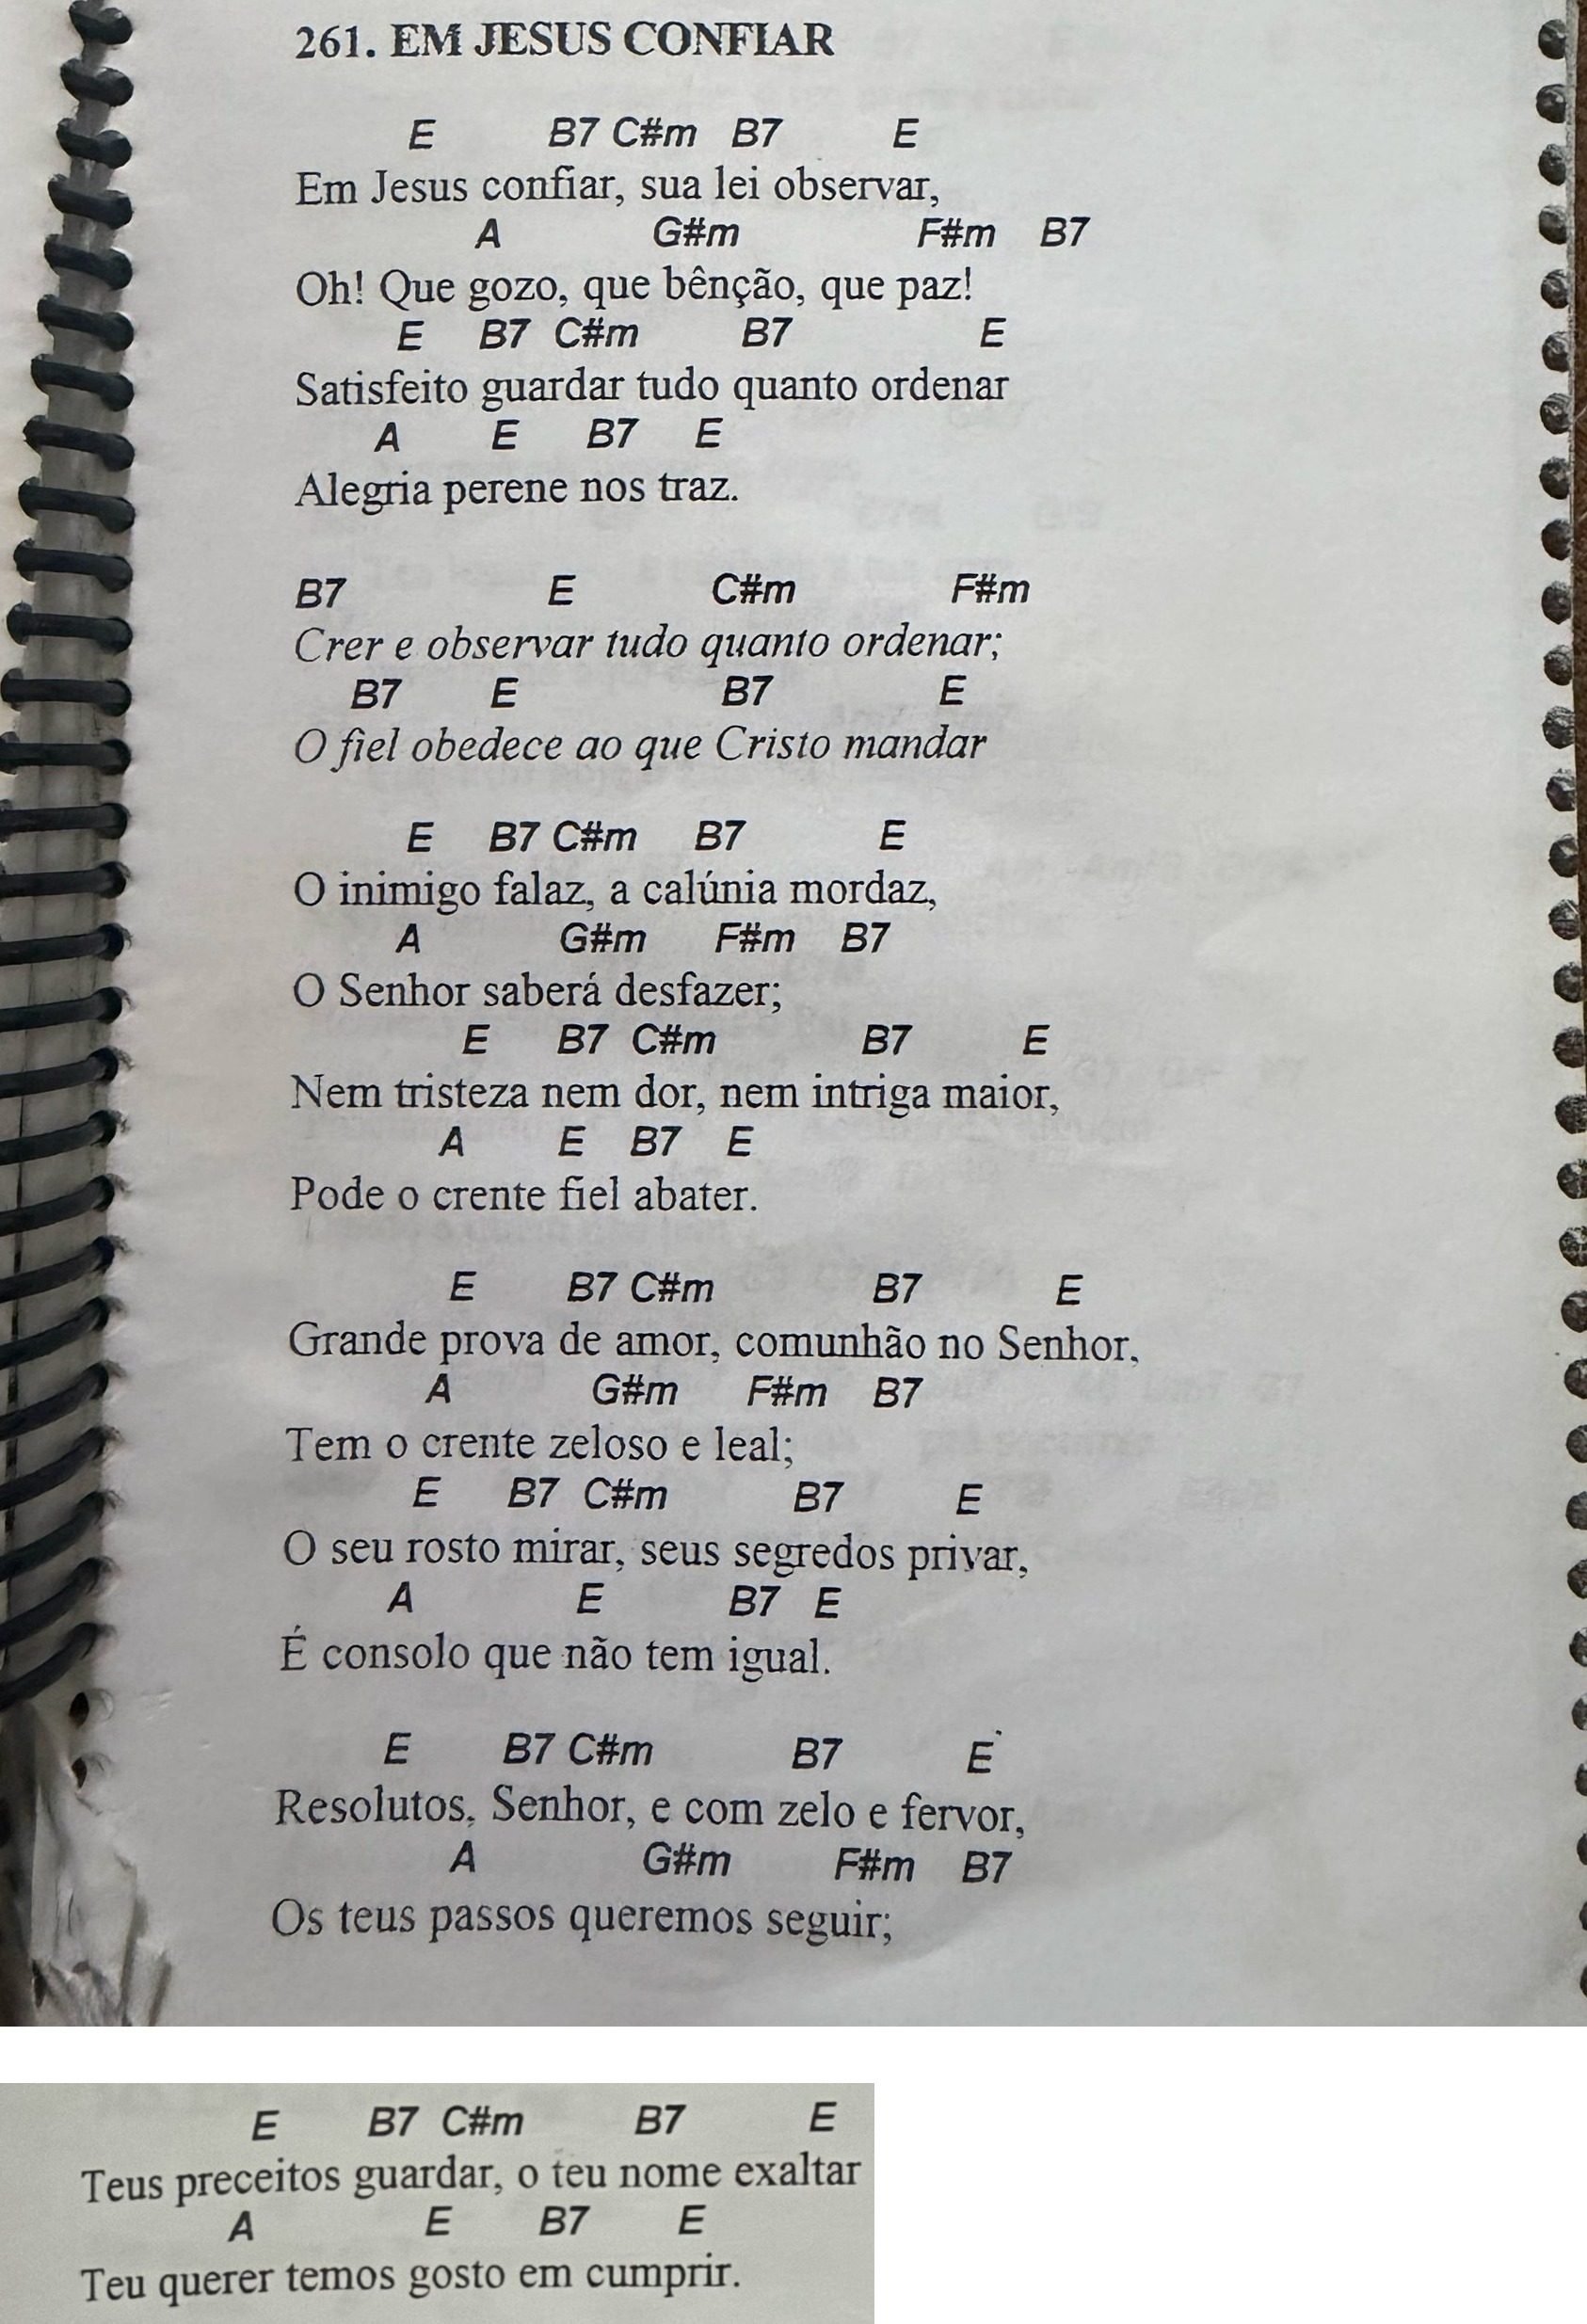 261. EM JESUS CONFIAR
E B7 C#m B7 E
Em Jesus confiar, sua lei observar,
A G#m F#m B7
Oh! Que gozo, que bênção, que paz!
E B7 C#m B7 E
Satisfeito guardar tudo quanto ordenar
A E B7 E
Alegria perene nos traz.
B7 E C#m F#m
Crer e observar tudo quanto ordenar;
B7 E B7 E
O fiel obedece ao que Cristo mandar
E B7 C#m B7 E
O inimigo falaz, a calúnia mordaz,
A G#m F#m B7
O Senhor saberá desfazer;
E B7 C#m B7 E
Nem tristeza nem dor, nem intriga maior,
A E B7 E
Pode o crente fiel abater.
E B7 C#m B7 E
Grande prova de amor, comunhão no Senhor,
A G#m F#m B7
Tem o crente zeloso e leal;
E B7 C#m B7 E
O seu rosto mirar, seus segredos privar,
A E B7 E
É consolo que não tem igual.
E B7 C#m B7 E
Resolutos, Senhor, e com zelo e fervor,
A G#m F#m B7
Os teus passos queremos seguir;
E B7 C#m B7 E
Teus preceitos guardar, o teu nome exaltar
A E B7 E
Teu querer temos gosto em cumprir.